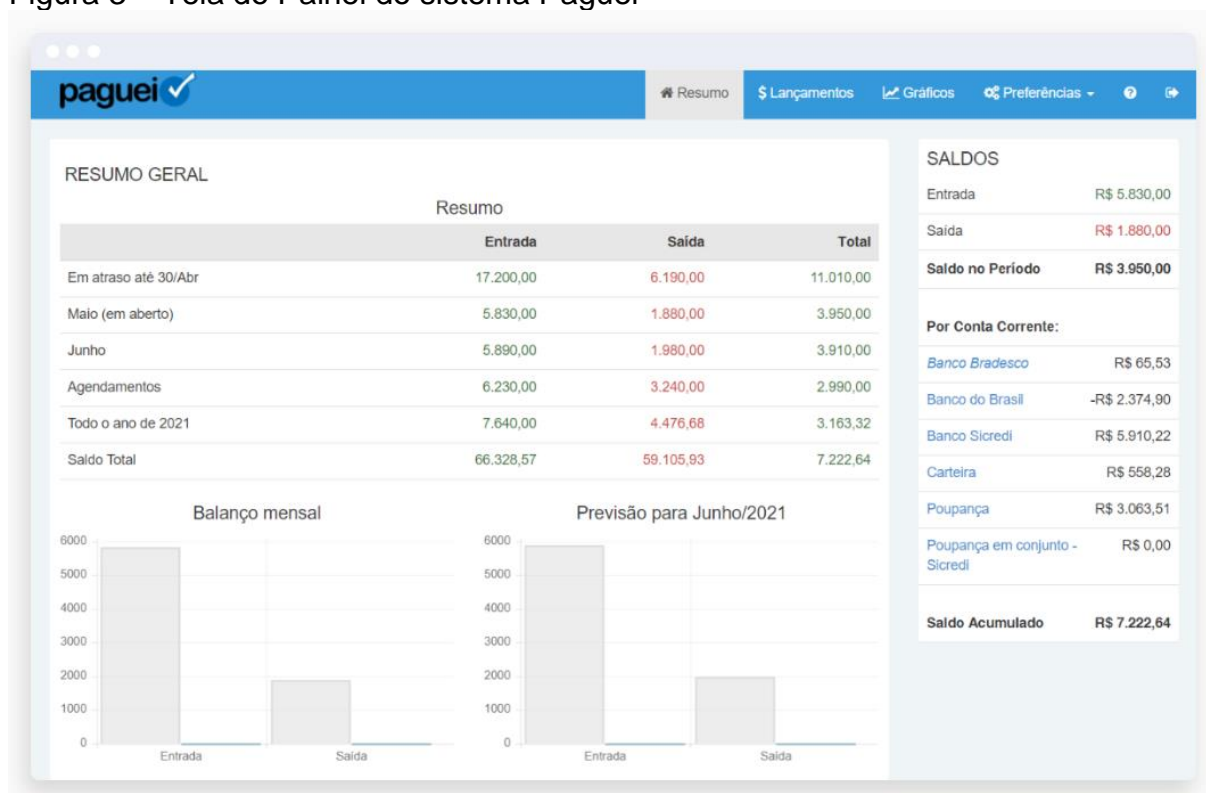 Figura 3 – Tela do Painel do sistema Paguei
paguei
Resumo $ Lançamentos Gráficos Preferências
RESUMO GERAL
Resumo
Entrada Saída Total
Em atraso até 30/Abr 17.200,00 6.190,00 11.010,00
Maio (em aberto) 5.830,00 1.880,00 3.950,00
Junho 5.890,00 1.980,00 3.910,00
Agendamentos 6.230,00 3.240,00 2.990,00
Todo o ano de 2021 7.640,00 4.476,68 3.163,32
Saldo Total 66.328,57 59.105,93 7.222,64
Balanço mensal
6000
5000
4000
3000
2000
1000
0
Entrada Saída
Previsão para Junho/2021
6000
5000
4000
3000
2000
1000
0
Entrada Saída
SALDOS
Entrada R$ 5.830,00
Saída R$ 1.880,00
Saldo no Período R$ 3.950,00
Por Conta Corrente:
Banco Bradesco R$ 65,53
Banco do Brasil -R$ 2.374,90
Banco Sicredi R$ 5.910,22
Carteira R$ 558,28
Poupança R$ 3.063,51
Poupança em conjunto - R$ 0,00
Sicredi
Saldo Acumulado R$ 7.222,64